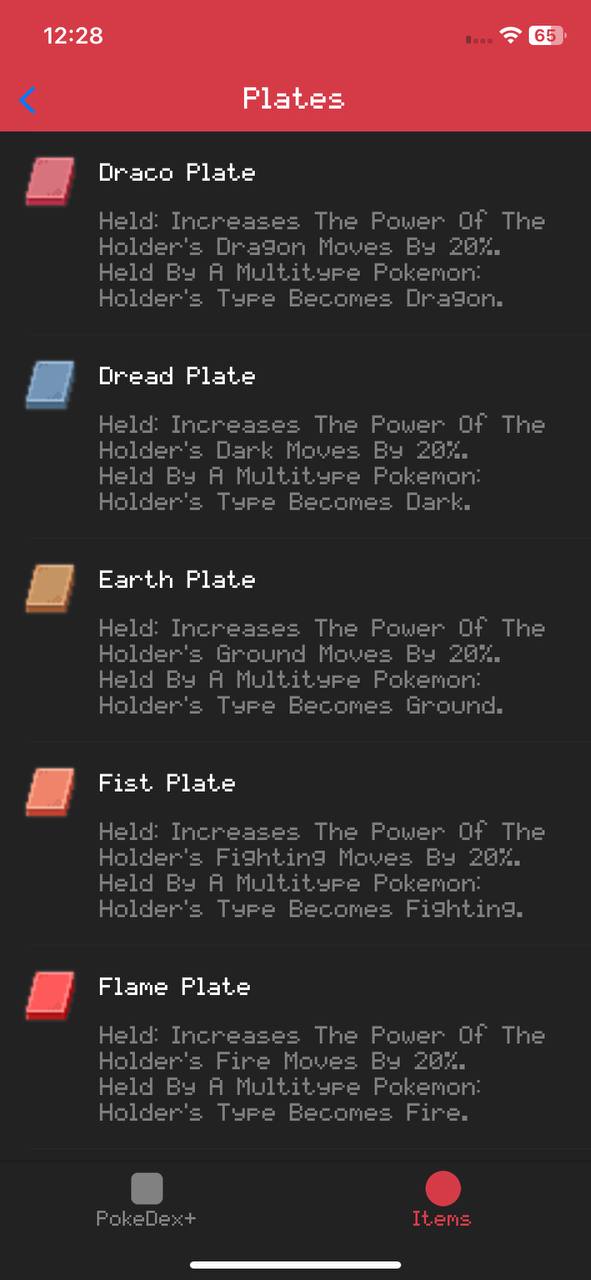 12:28
65
Plates
Draco Plate
Held: Increases The Power Of The
Holder's Dragon Moves By 20%.
Held By A Multitype Pokemon:
Holder's Type Becomes Dragon.
Dread Plate
Held: Increases The Power Of The
Holder's Dark Moves By 20%.
Held By A Multitype Pokemon:
Holder's Type Becomes Dark.
Earth Plate
Held: Increases The Power Of The
Holder's Ground Moves By 20%.
Held By A Multitype Pokemon:
Holder's Type Becomes Ground.
Fist Plate
Held: Increases The Power Of The
Holder's Fighting Moves By 20%.
Held By A Multitype Pokemon:
Holder's Type Becomes Fighting.
Flame Plate
Held: Increases The Power Of The
Holder's Fire Moves By 20%.
Held By A Multitype Pokemon:
Holder's Type Becomes Fire.
PokeDex+
Items